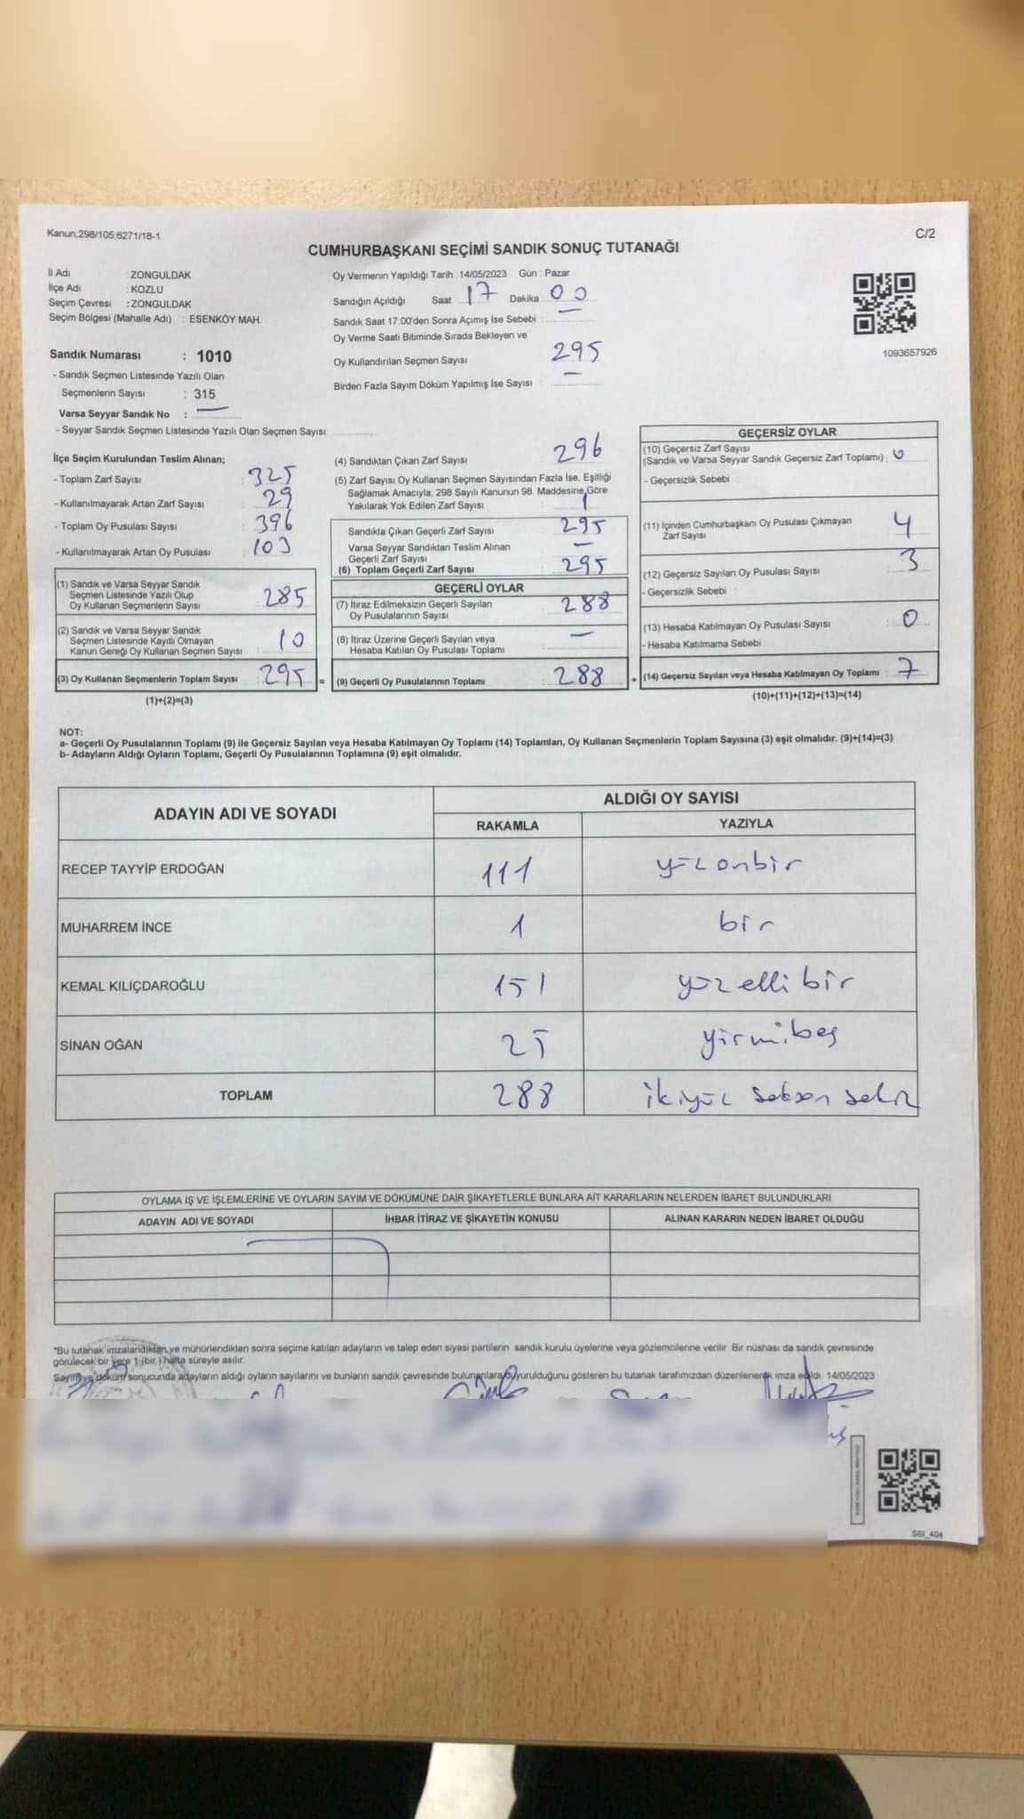 Kanun:298/105;6271/18-1
C/2
CUMHURBAŞKANI SEÇİMİ SANDIK SONUÇ TUTANAĞI
İl Adı ZONGULDAK
İlçe Adı : KOZLU
Seçim Çevresi : ZONGULDAK
Seçim Bölgesi (Mahalle Adı) : ESENKÖY MAH.
Sandık Numarası : 1010
- Sandık Seçmen Listesinde Yazılı Olan
Seçmenlerin Sayısı : 315
Varsa Seyyar Sandık No : —
- Seyyar Sandık Seçmen Listesinde Yazılı Olan Seçmen Sayısı
Oy Vermenin Yapıldığı Tarih :14/05/2023 Gün : Pazar
Sandığın Açıldığı Saat 17 Dakika 00
Sandık Saat 17.00'den Sonra Açımış İse Sebebi : —
Oy Verme Saati Bitiminde Sırada Bekleyen ve
Oy Kullandırılan Seçmen Sayısı 295
Birden Fazla Sayım Döküm Yapılmış İse Sayısı —
1093657926
İlçe Seçim Kurulundan Teslim Alınan;
- Toplam Zarf Sayısı : 325
- Kullanılmayarak Artan Zarf Sayısı : 29
- Toplam Oy Pusulası Sayısı : 396
- Kullanılmayarak Artan Oy Pusulası : 103
(4) Sandıktan Çıkan Zarf Sayısı : 296
(5) Zarf Sayısı Oy Kullanan Seçmen Sayısından Fazla İse, Eşitliği
Sağlamak Amacıyla, 298 Sayılı Kanunun 98. Maddesine Göre
Yakılarak Yok Edilen Zarf Sayısı : 1
Sandıkta Çıkan Geçerli Zarf Sayısı : 295
Varsa Seyyar Sandıktan Teslim Alınan
Geçerli Zarf Sayısı : —
(6) Toplam Geçerli Zarf Sayısı : 295
GEÇERSİZ OYLAR
(10) Geçersiz Zarf Sayısı
(Sandık ve Varsa Seyyar Sandık Geçersiz Zarf Toplamı) : 0
- Geçersizlik Sebebi
(11) İçinden Cumhurbaşkanı Oy Pusulası Çıkmayan
Zarf Sayısı 4
(12) Geçersiz Sayılan Oy Pusulası Sayısı 3
- Geçersizlik Sebebi
(13) Hesaba Katılmayan Oy Pusulası Sayısı : 0
- Hesaba Katılmama Sebebi
(14) Geçersiz Sayılan veya Hesaba Katılmayan Oy Toplamı : 7
(10)+(11)+(12)+(13)=(14)
(1) Sandık ve Varsa Seyyar Sandık
Seçmen Listesinde Yazılı Olup
Oy Kullanan Seçmenlerin Sayısı : 285
(2) Sandık ve Varsa Seyyar Sandık
Seçmen Listesinde Kayıtlı Olmayan
Kanun Gereği Oy Kullanan Seçmen Sayısı : 10
(3) Oy Kullanan Seçmenlerin Toplam Sayısı : 295 =
(1)+(2)=(3)
GEÇERLİ OYLAR
(7) İtiraz Edilmeksizin Geçerli Sayılan
Oy Pusulalarının Sayısı : 288
(8) İtiraz Üzerine Geçerli Sayılan veya
Hesaba Katılan Oy Pusulası Toplamı : —
(9) Geçerli Oy Pusulalarının Toplamı : 288 +
NOT:
a- Geçerli Oy Pusulalarının Toplamı (9) ile Geçersiz Sayılan veya Hesaba Katılmayan Oy Toplamı (14) Toplamları, Oy Kullanan Seçmenlerin Toplam Sayısına (3) eşit olmalıdır. (9)+(14)=(3)
b- Adayların Aldığı Oyların Toplamı, Geçerli Oy Pusulalarının Toplamına (9) eşit olmalıdır.
ADAYIN ADI VE SOYADI ALDIĞI OY SAYISI
RAKAMLA YAZIYLA
RECEP TAYYİP ERDOĞAN 111 yüzonbir
MUHARREM İNCE 1 bir
KEMAL KILIÇDAROĞLU 151 yüzellibir
SİNAN OĞAN 25 yirmibeş
TOPLAM 288 ikiyüz seksen sekiz
OYLAMA İŞ VE İŞLEMLERİNE VE OYLARIN SAYIM VE DÖKÜMÜNE DAİR ŞİKAYETLERLE BUNLARA AİT KARARLARIN NELERDEN İBARET BULUNDUKLARI
ADAYIN ADI VE SOYADI İHBAR İTİRAZ VE ŞİKAYETİN KONUSU ALINAN KARARIN NEDEN İBARET OLDUĞU
*Bu tutanak imzalandıktan ve mühürlendikten sonra seçime katılan adayların ve talep eden siyasi partilerin sandık kurulu üyelerine veya gözlemcilerine verilir. Bir nüshası da sandık çevresinde
görülecek bir yere 1 (bir) hafta süreyle asılır.
Sayım ve döküm sonucunda adayların aldığı oyların sayılarını ve bunların sandık çevresinde bulunanlara duyurulduğunu gösteren bu tutanak tarafımızdan düzenlenerek imza edildi. 14/05/2023
SSI_404